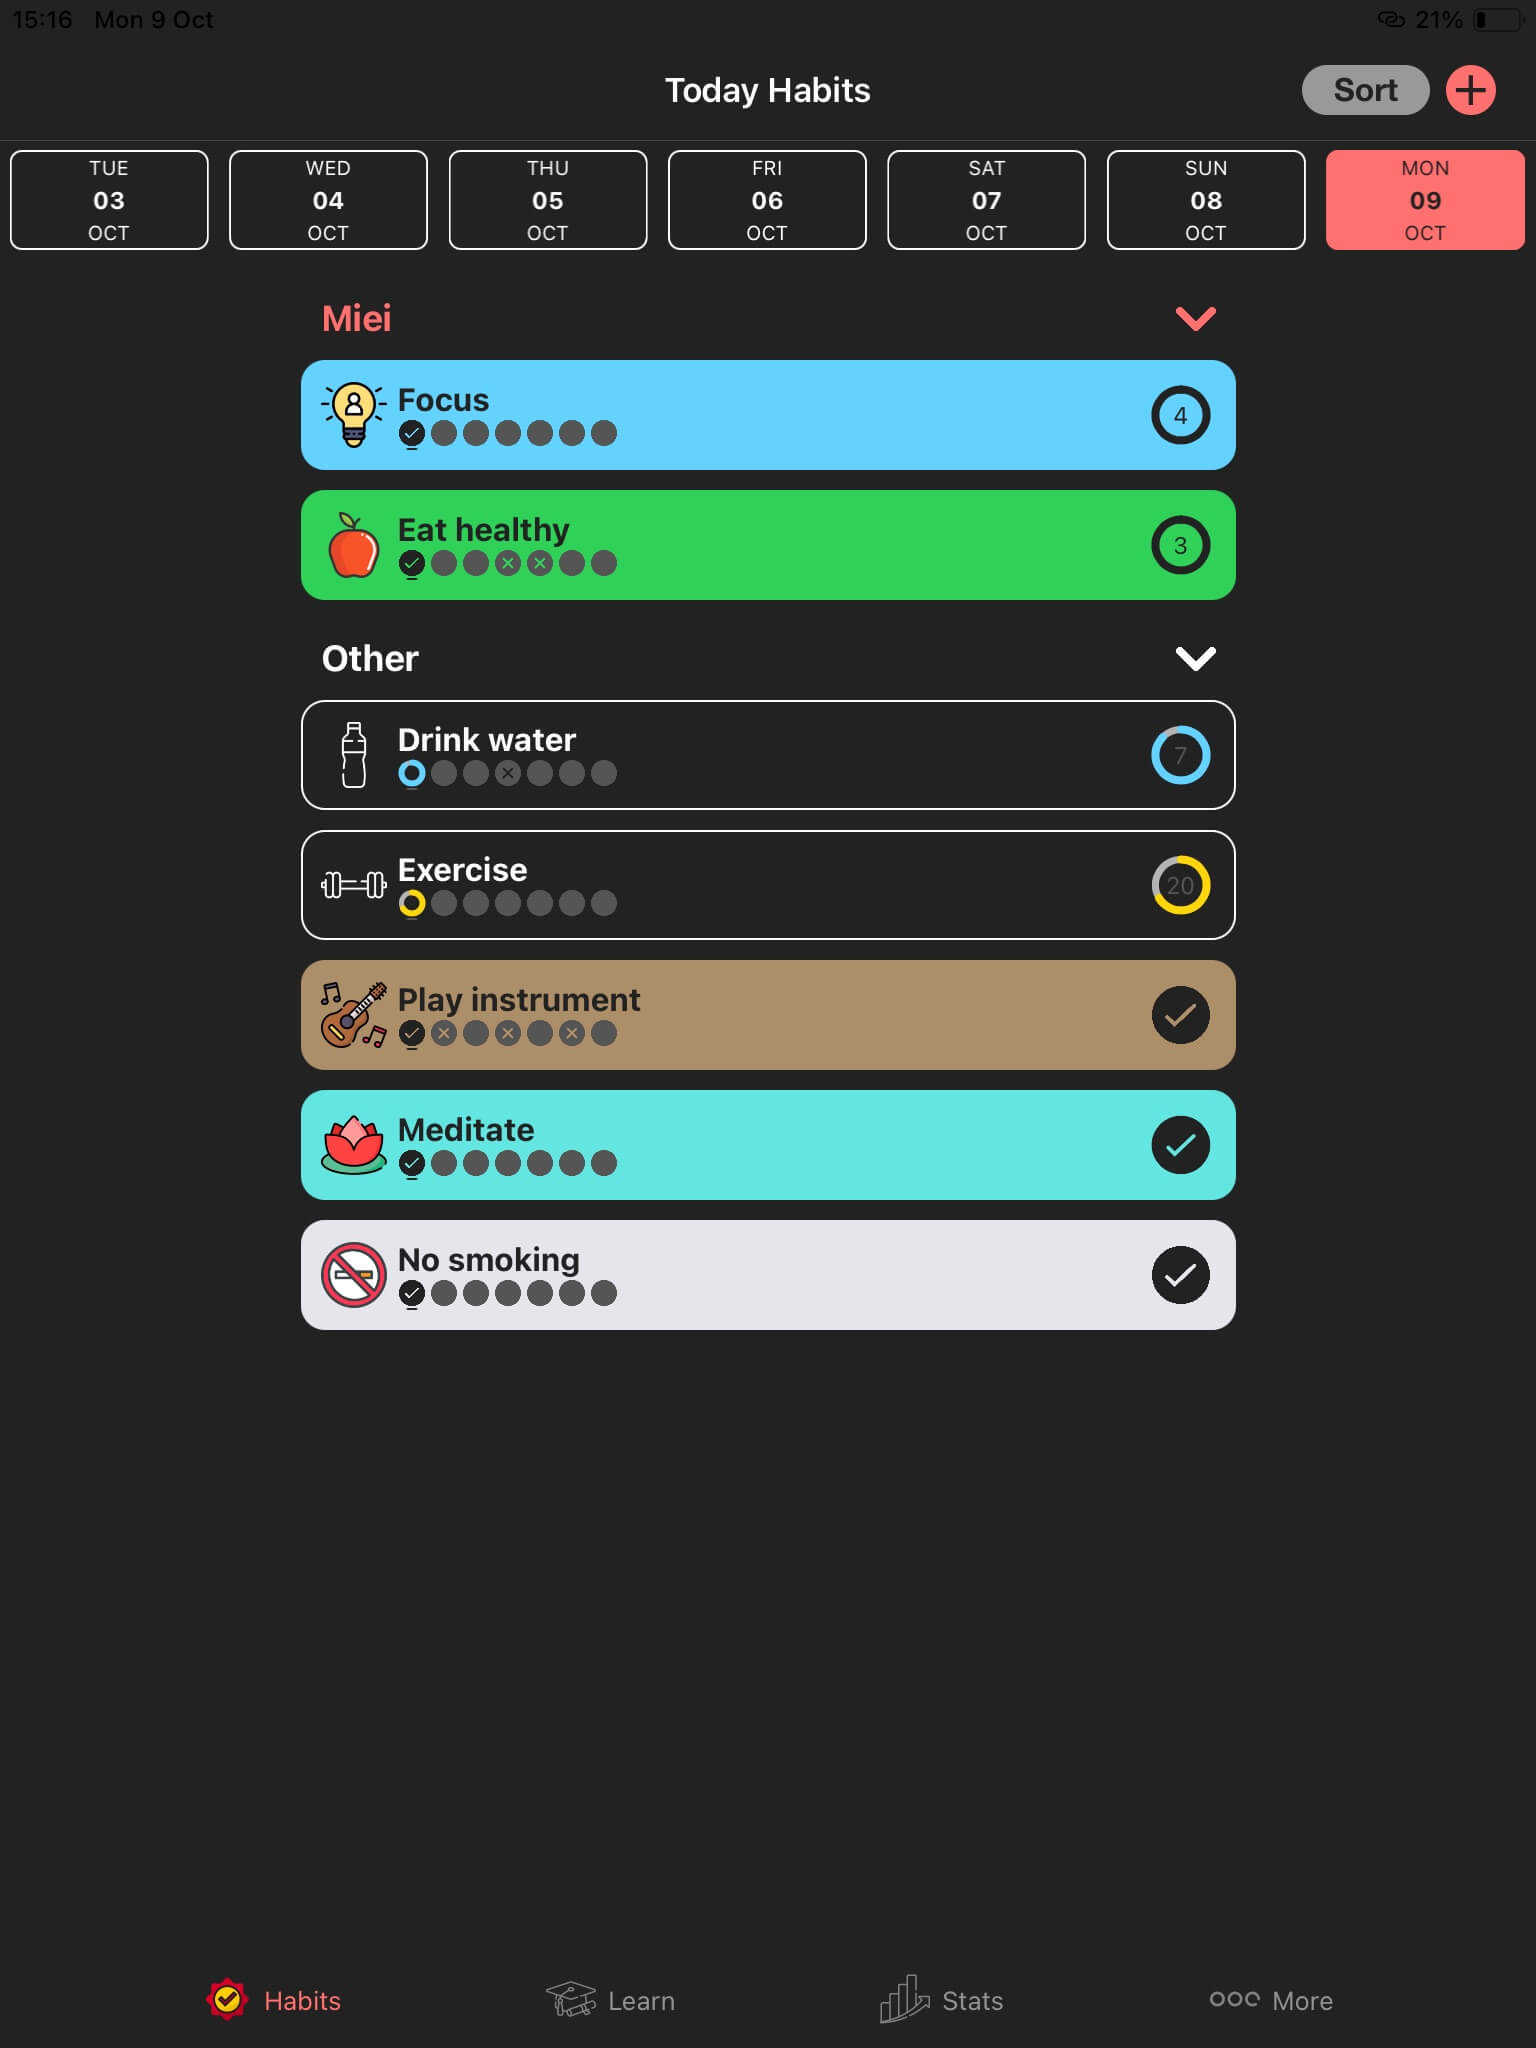 15:16 Mon 9 Oct 21%
Today Habits Sort
TUE WED THU FRI SAT SUN MON
03 04 05 06 07 08 09
OCT OCT OCT OCT OCT OCT OCT
Miei
Focus
4
Eat healthy
3
Other
Drink water
7
Exercise
20
Play instrument
Meditate
No smoking
Habits Learn Stats More